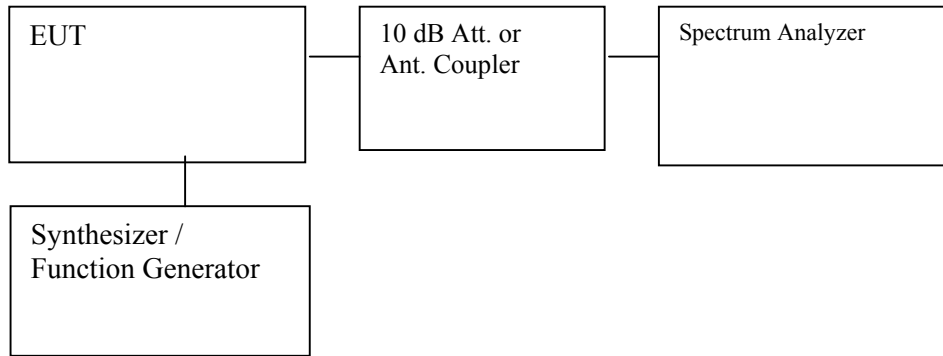 EUT
10 dB Att. or
Ant. Coupler
Spectrum Analyzer
Synthesizer /
Function Generator